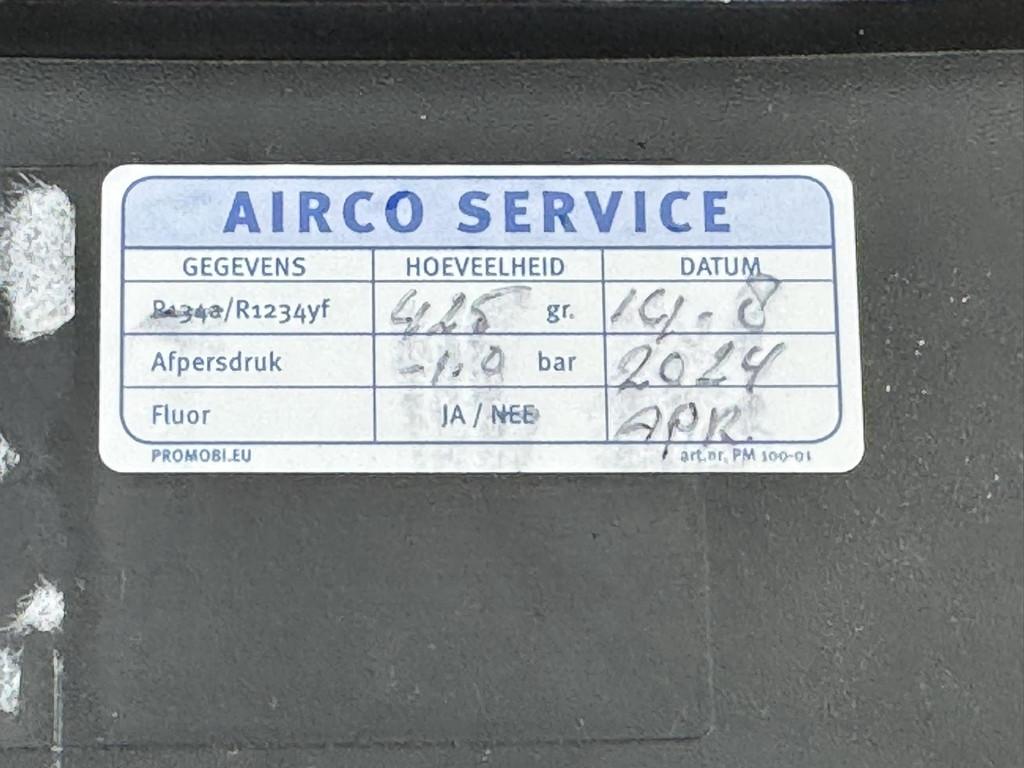 AIRCO SERVICE
GEGEVENS HOEVEELHEID DATUM
R134a/R1234yf 425 gr. 14.8
Afpersdruk -1.0 bar 2024
Fluor JA / NEE APK.
PROMOBI.EU art.nr. PM 100-01